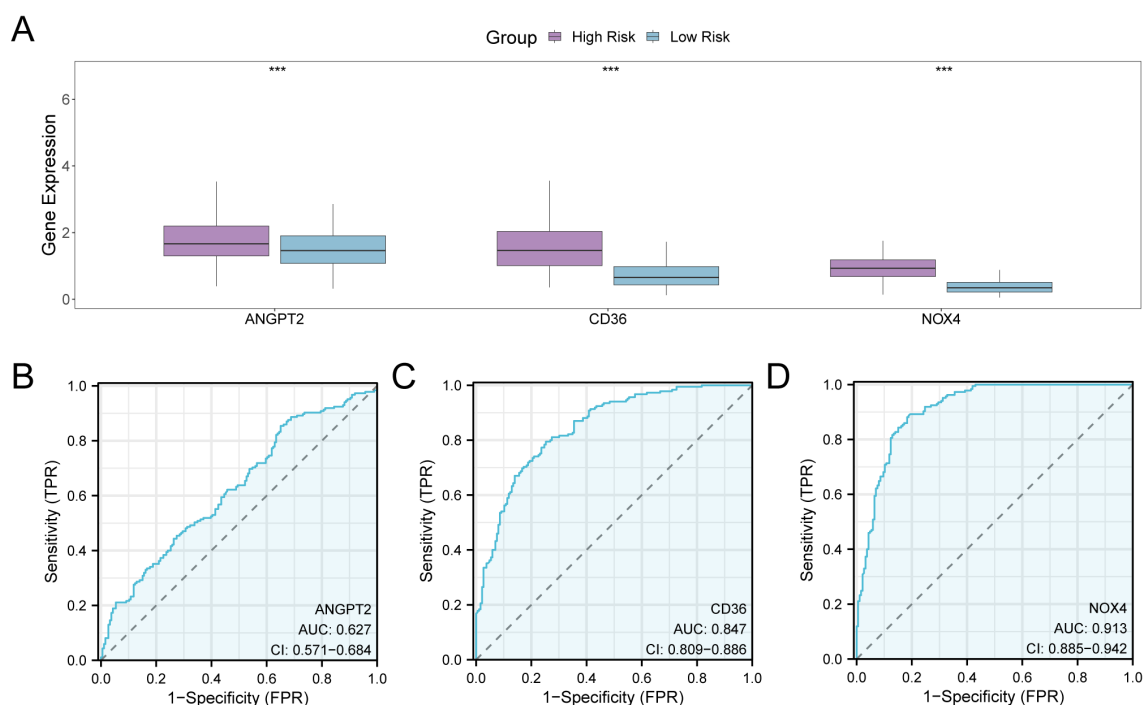 A
Group High Risk Low Risk
*** *** ***
Gene Expression
6
4
2
0
ANGPT2 CD36 NOX4
B
Sensitivity (TPR)
1.0
0.8
0.6
0.4
0.2
0.0
ANGPT2
AUC: 0.627
CI: 0.571−0.684
0.0 0.2 0.4 0.6 0.8 1.0
1−Specificity (FPR)
C
Sensitivity (TPR)
1.0
0.8
0.6
0.4
0.2
0.0
CD36
AUC: 0.847
CI: 0.809−0.886
0.0 0.2 0.4 0.6 0.8 1.0
1−Specificity (FPR)
D
Sensitivity (TPR)
1.0
0.8
0.6
0.4
0.2
0.0
NOX4
AUC: 0.913
CI: 0.885−0.942
0.0 0.2 0.4 0.6 0.8 1.0
1−Specificity (FPR)